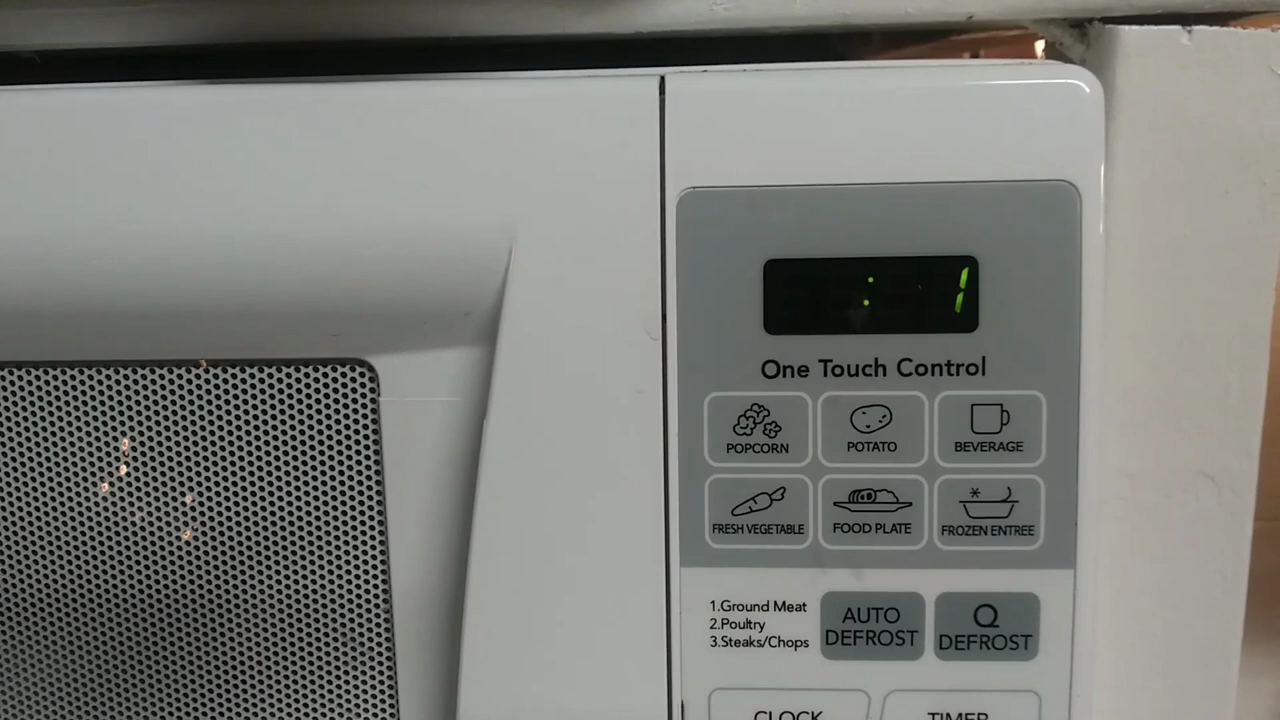 : 1
One Touch Control
POPCORN
POTATO
BEVERAGE
FRESH VEGETABLE
FOOD PLATE
FROZEN ENTREE
1.Ground Meat
2.Poultry
3.Steaks/Chops
AUTO
DEFROST
Q
DEFROST
CLOCK
TIMER